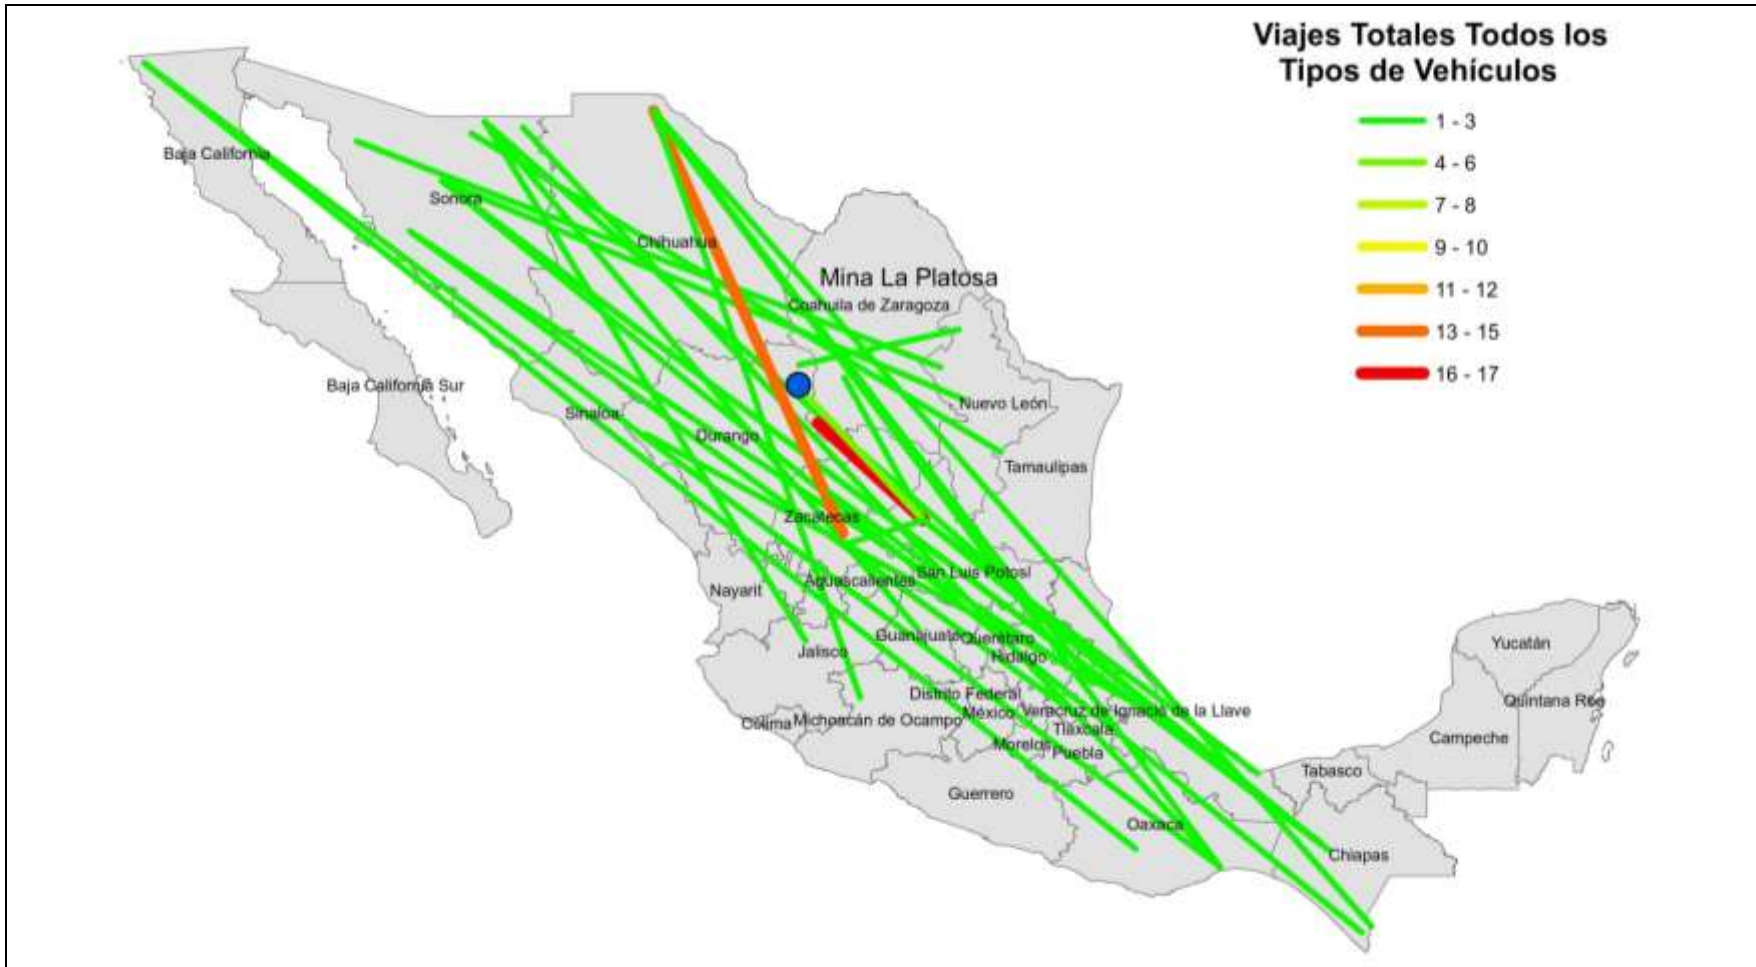 Viajes Totales Todos los
Tipos de Vehículos
1 - 3
4 - 6
7 - 8
9 - 10
11 - 12
13 - 15
16 - 17
Baja California
Sonora
Chihuahua
Mina La Platosa
Coahuila de Zaragoza
Baja California Sur
Sinaloa
Durango
Nuevo León
Tamaulipas
Zacatecas
San Luis Potosí
Aguascalientes
Nayarit
Guanajuato
Querétaro
Hidalgo
Jalisco
Yucatán
Quintana Roo
Distrito Federal
México
Veracruz de Ignacio de la Llave
Colima
Michoacán de Ocampo
Tlaxcala
Morelos
Puebla
Campeche
Tabasco
Guerrero
Oaxaca
Chiapas